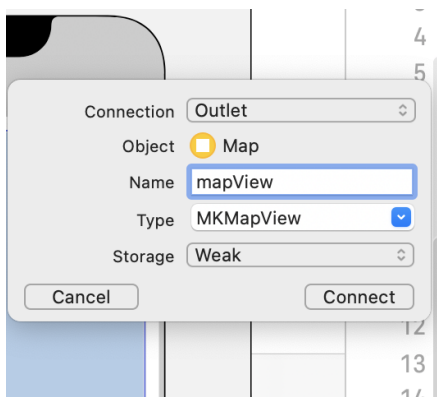 4
5
Connection Outlet
Object Map
Name mapView
Type MKMapView
Storage Weak
Cancel Connect
12
13